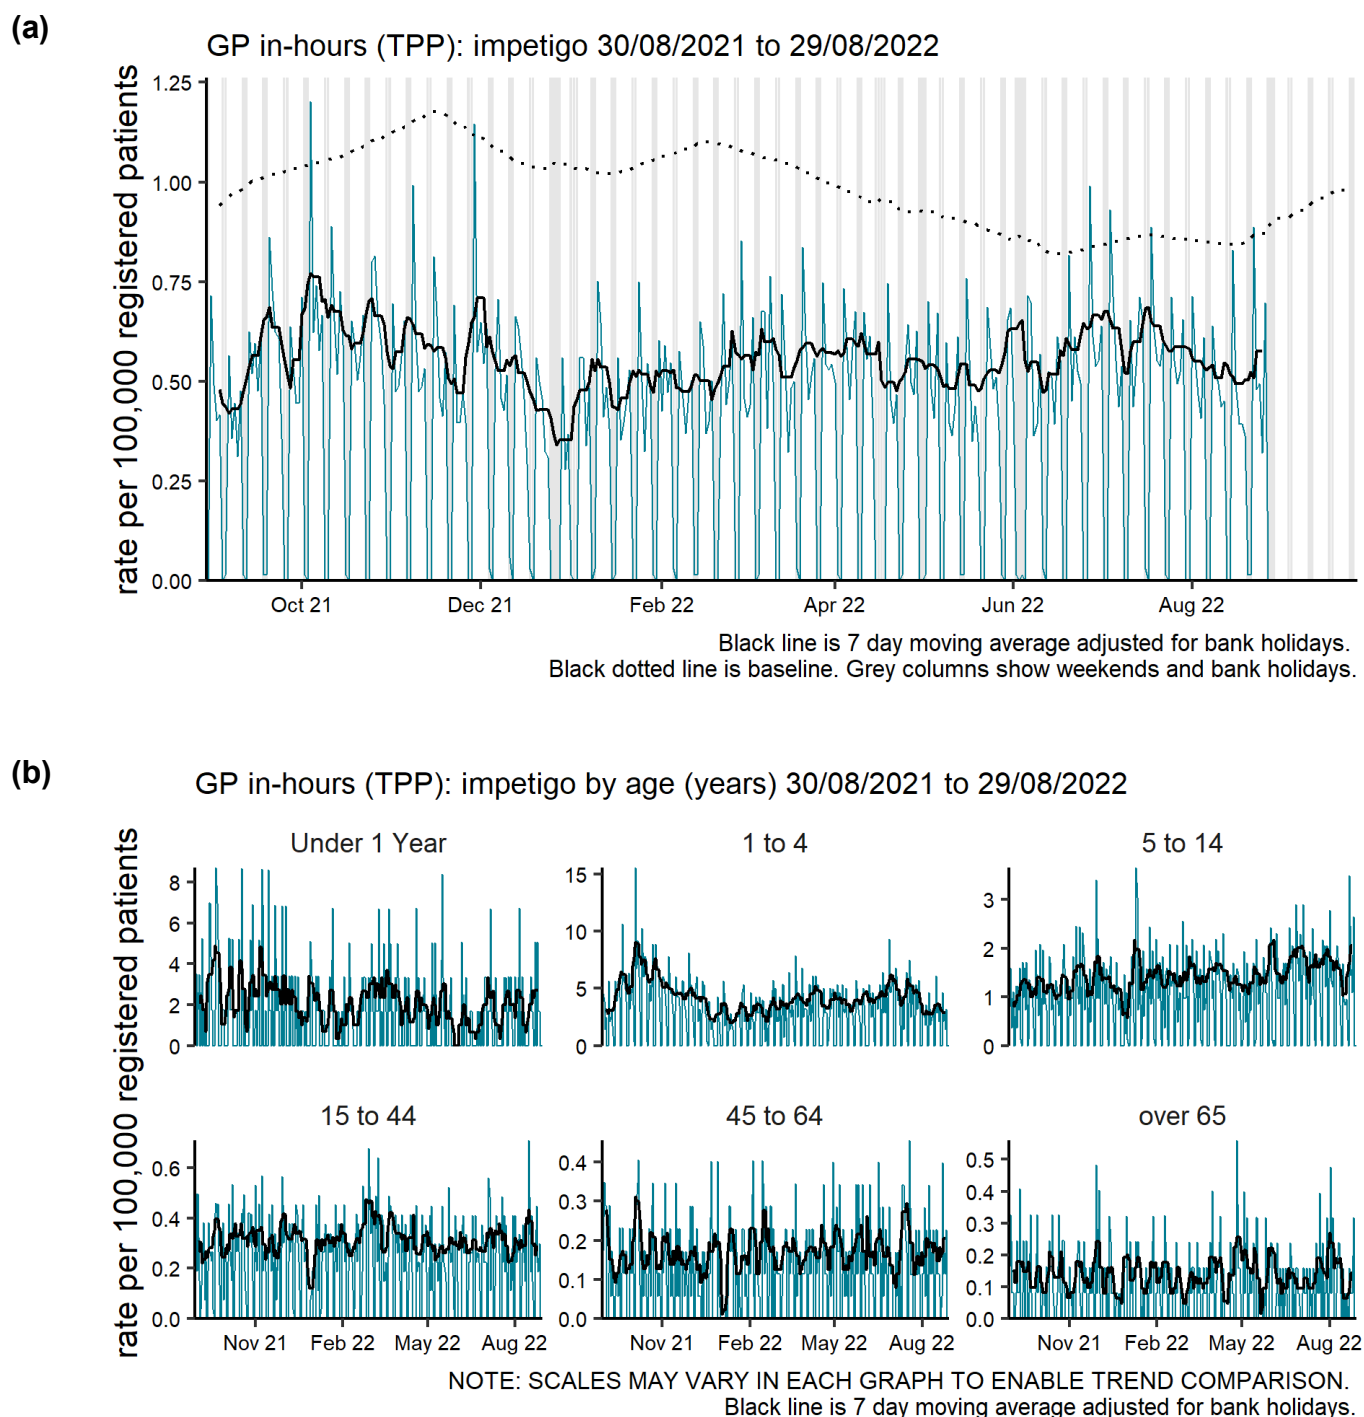 (a)
GP in-hours (TPP): impetigo 30/08/2021 to 29/08/2022
rate per 100,000 registered patients
1.25
1.00
0.75
0.50
0.25
0.00
Oct 21 Dec 21 Feb 22 Apr 22 Jun 22 Aug 22
Black line is 7 day moving average adjusted for bank holidays.
Black dotted line is baseline. Grey columns show weekends and bank holidays.
(b)
GP in-hours (TPP): impetigo by age (years) 30/08/2021 to 29/08/2022
rate per 100,000 registered patients
Under 1 Year
8
6
4
2
0
1 to 4
15
10
5
0
5 to 14
3
2
1
0
15 to 44
0.6
0.4
0.2
0.0
Nov 21 Feb 22 May 22 Aug 22
45 to 64
0.4
0.3
0.2
0.1
0.0
Nov 21 Feb 22 May 22 Aug 22
over 65
0.5
0.4
0.3
0.2
0.1
0.0
Nov 21 Feb 22 May 22 Aug 22
NOTE: SCALES MAY VARY IN EACH GRAPH TO ENABLE TREND COMPARISON.
Black line is 7 day moving average adjusted for bank holidays.